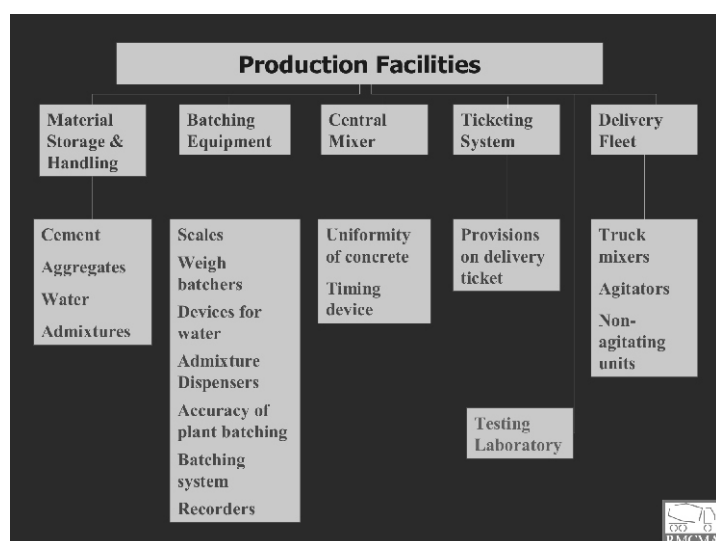 Production Facilities
Material
Storage &
Handling
Batching
Equipment
Central
Mixer
Ticketing
System
Delivery
Fleet
Cement
Aggregates
Water
Admixtures
Scales
Weigh
batchers
Devices for
water
Admixture
Dispensers
Accuracy of
plant batching
Batching
system
Recorders
Uniformity
of concrete
Timing
device
Provisions
on delivery
ticket
Truck
mixers
Agitators
Non-
agitating
units
Testing
Laboratory
RMCMA